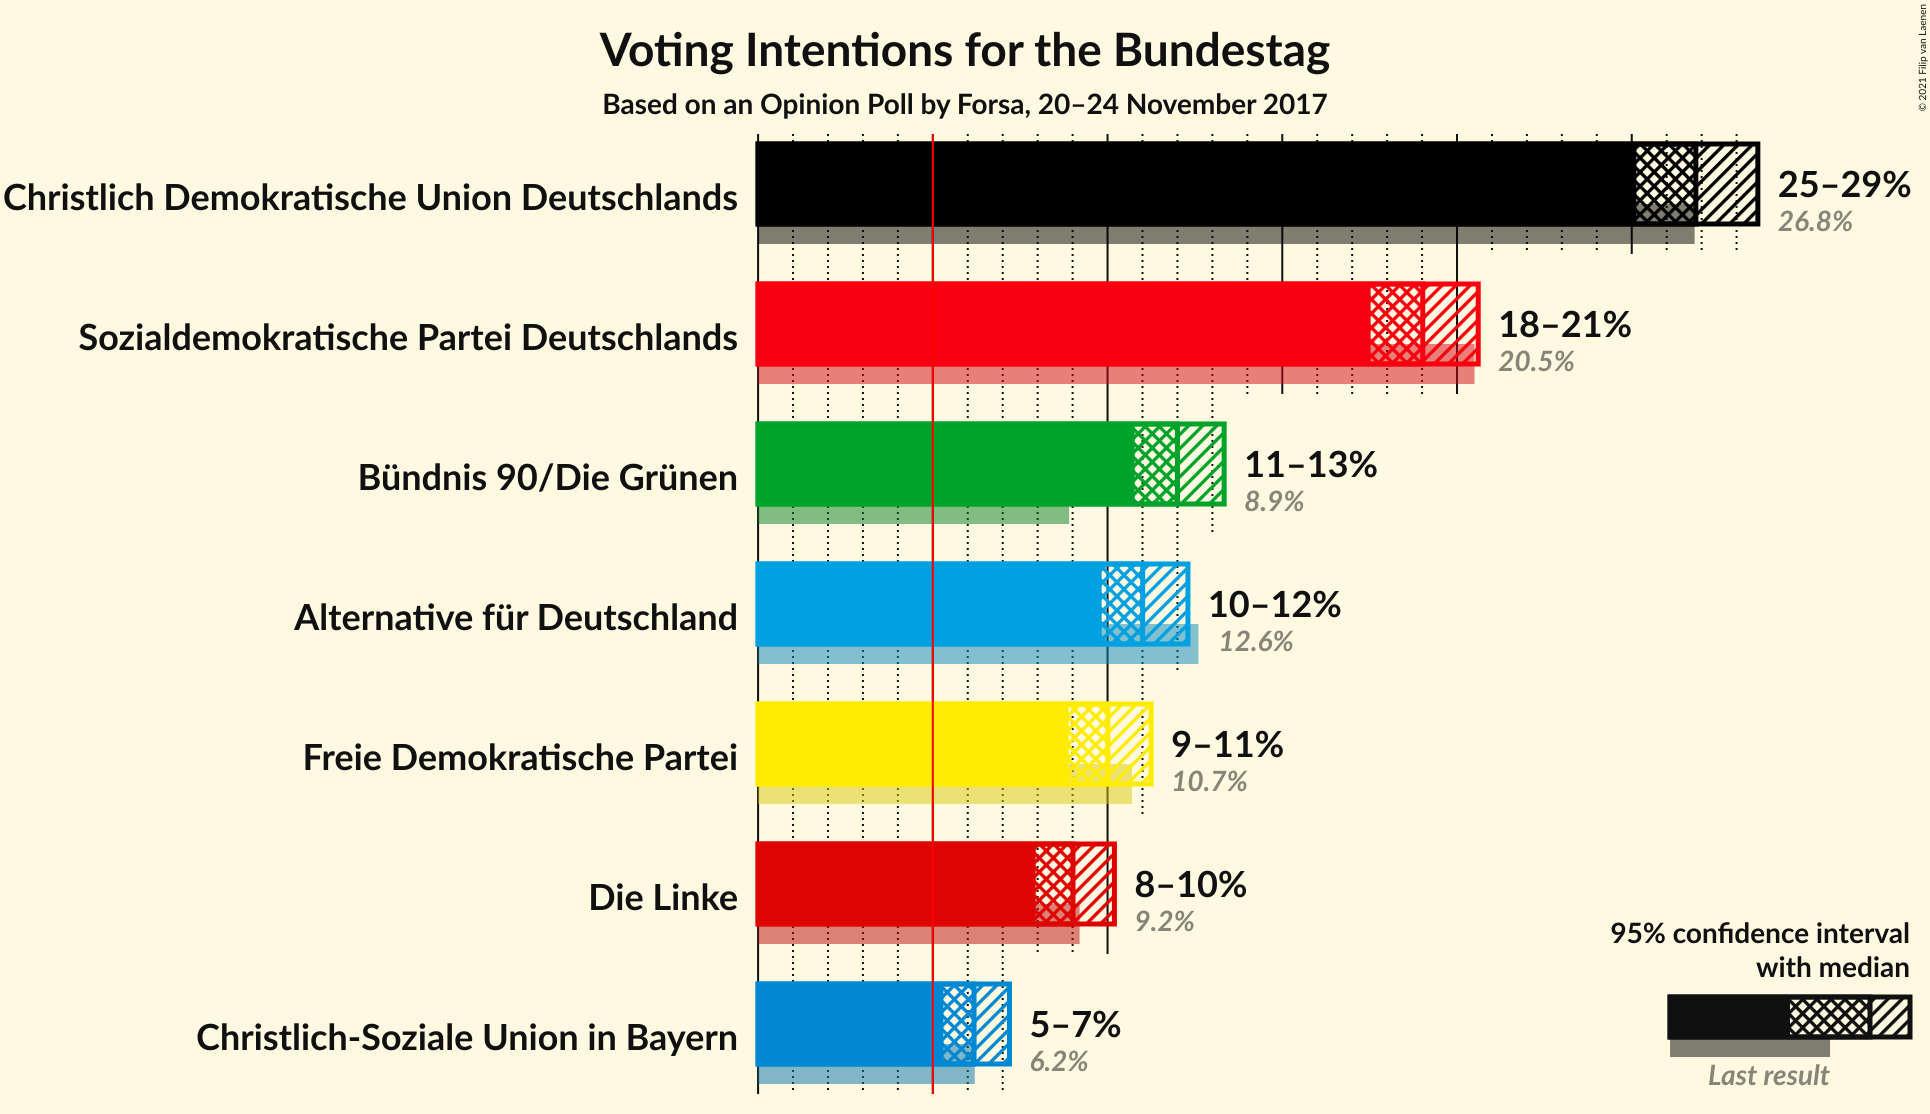 Voting Intentions for the Bundestag
Based on an Opinion Poll by Forsa, 20–24 November 2017
© 2021 Filip van Laenen
Christlich Demokratische Union Deutschlands
25–29%
26.8%
Sozialdemokratische Partei Deutschlands
18–21%
20.5%
Bündnis 90/Die Grünen
11–13%
8.9%
Alternative für Deutschland
10–12%
12.6%
Freie Demokratische Partei
9–11%
10.7%
Die Linke
8–10%
9.2%
Christlich-Soziale Union in Bayern
5–7%
6.2%
95% confidence interval
with median
Last result